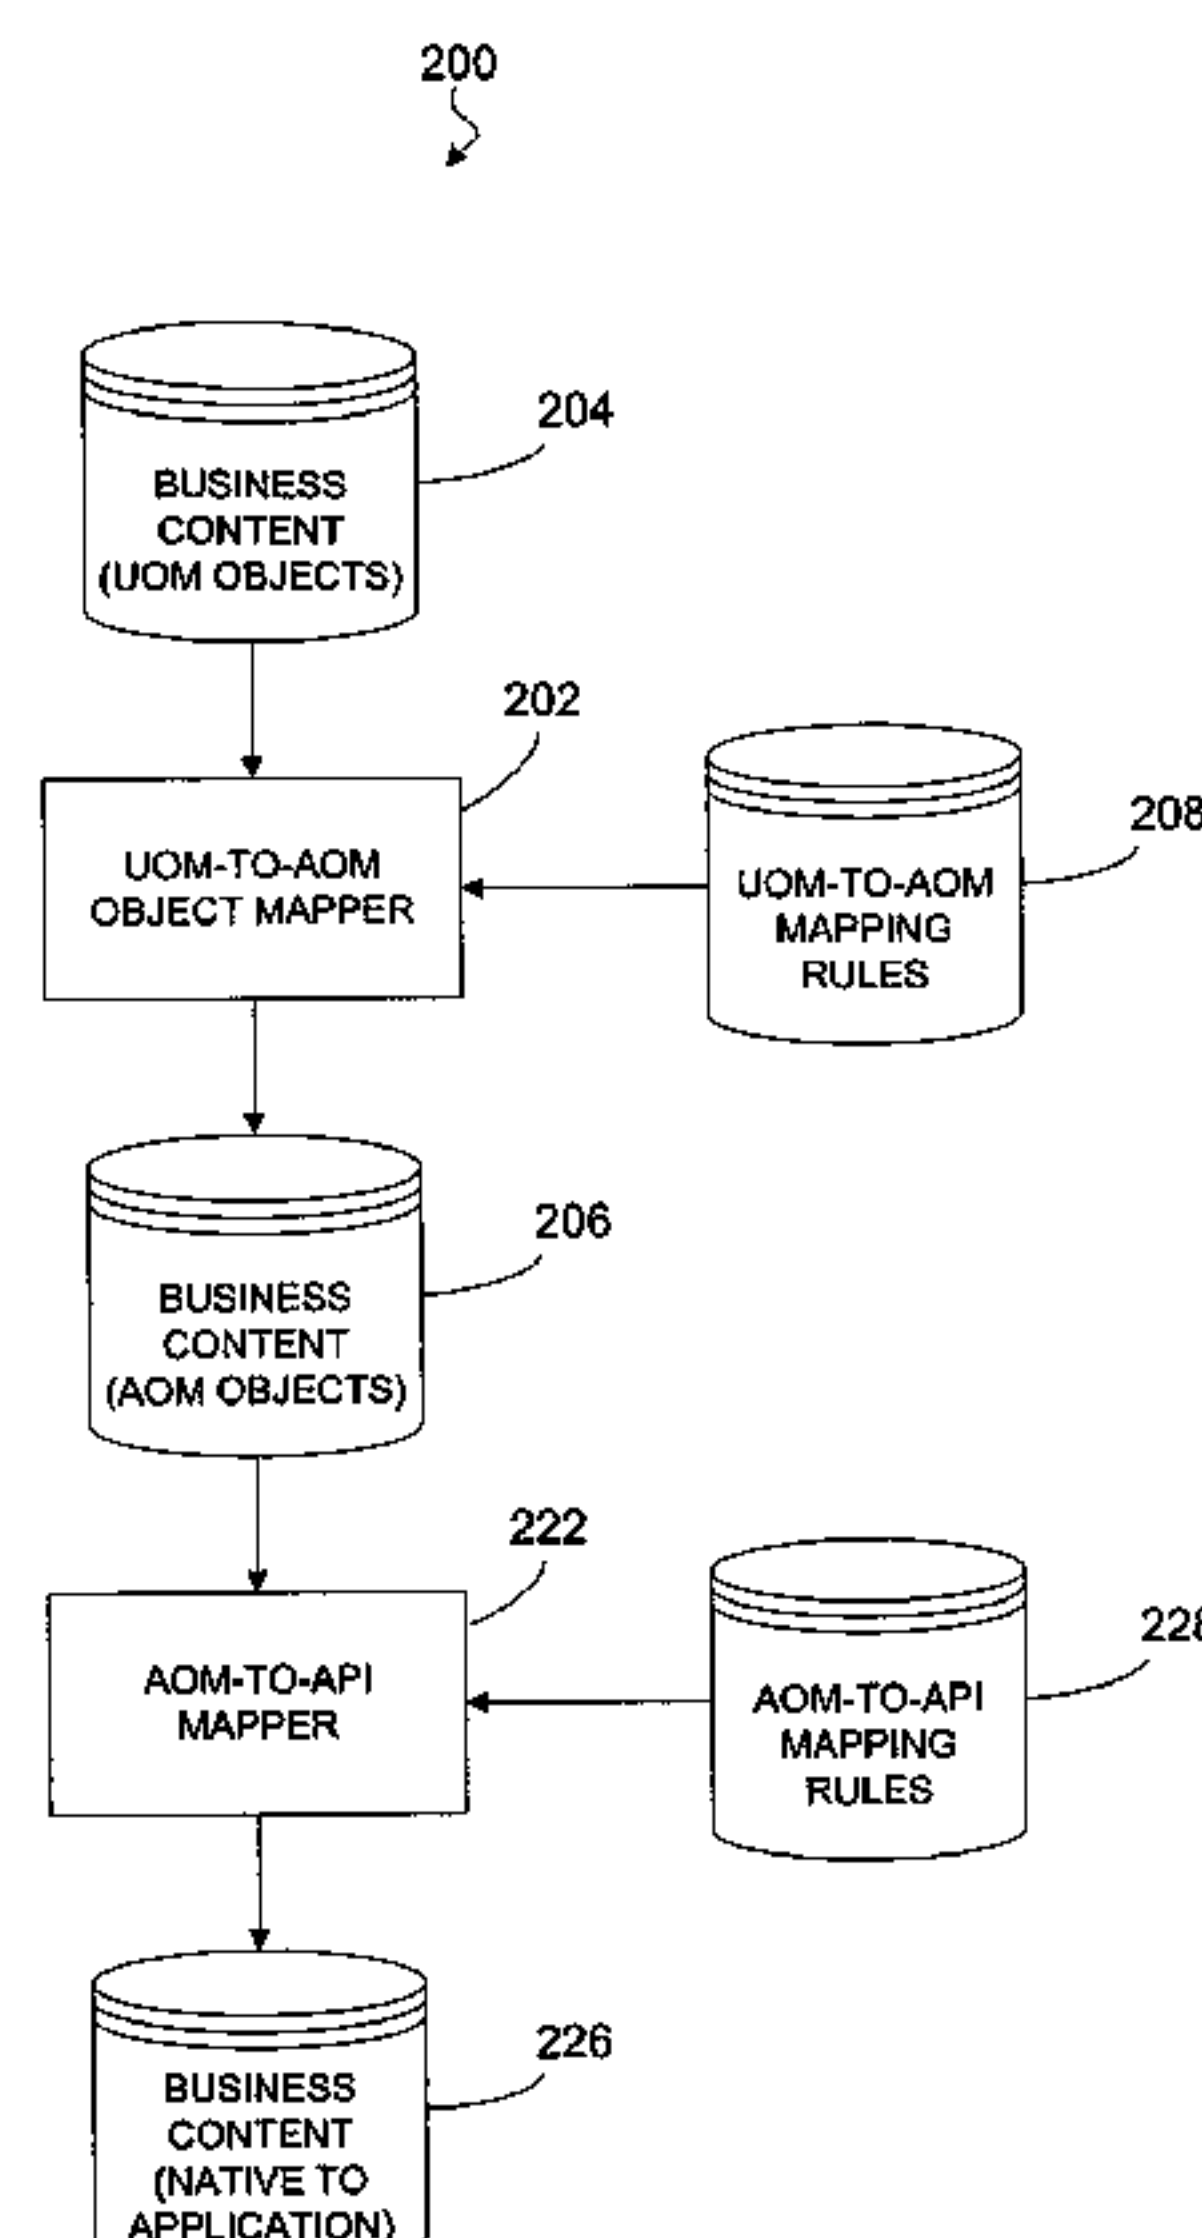 200
204
BUSINESS
CONTENT
(UOM OBJECTS)
202
208
UOM-TO-AOM
OBJECT MAPPER
UOM-TO-AOM
MAPPING
RULES
206
BUSINESS
CONTENT
(AOM OBJECTS)
222
228
AOM-TO-API
MAPPER
AOM-TO-API
MAPPING
RULES
226
BUSINESS
CONTENT
(NATIVE TO
APPLICATION)